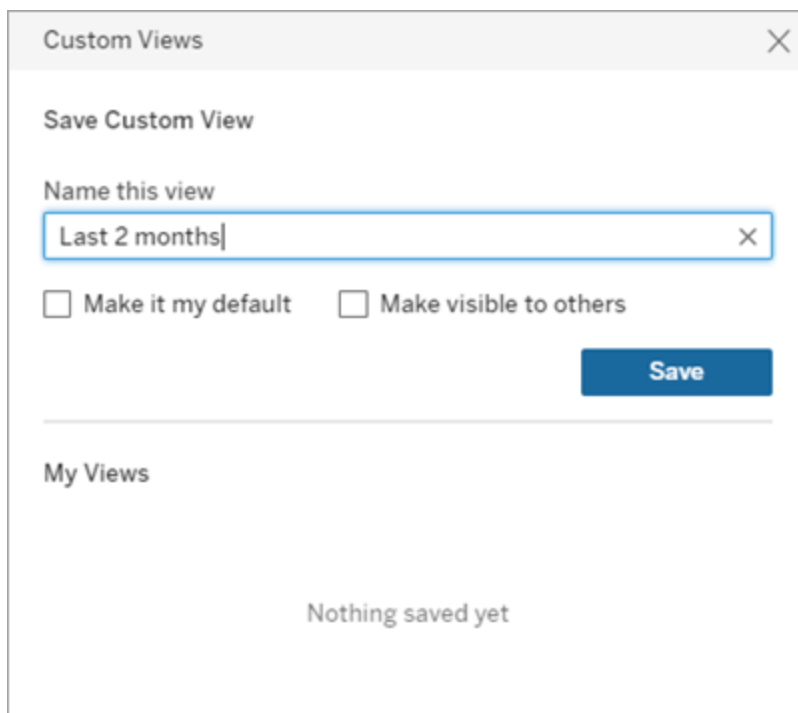 Custom Views
Save Custom View
Name this view
Last 2 months
Make it my default Make visible to others
Save
My Views
Nothing saved yet